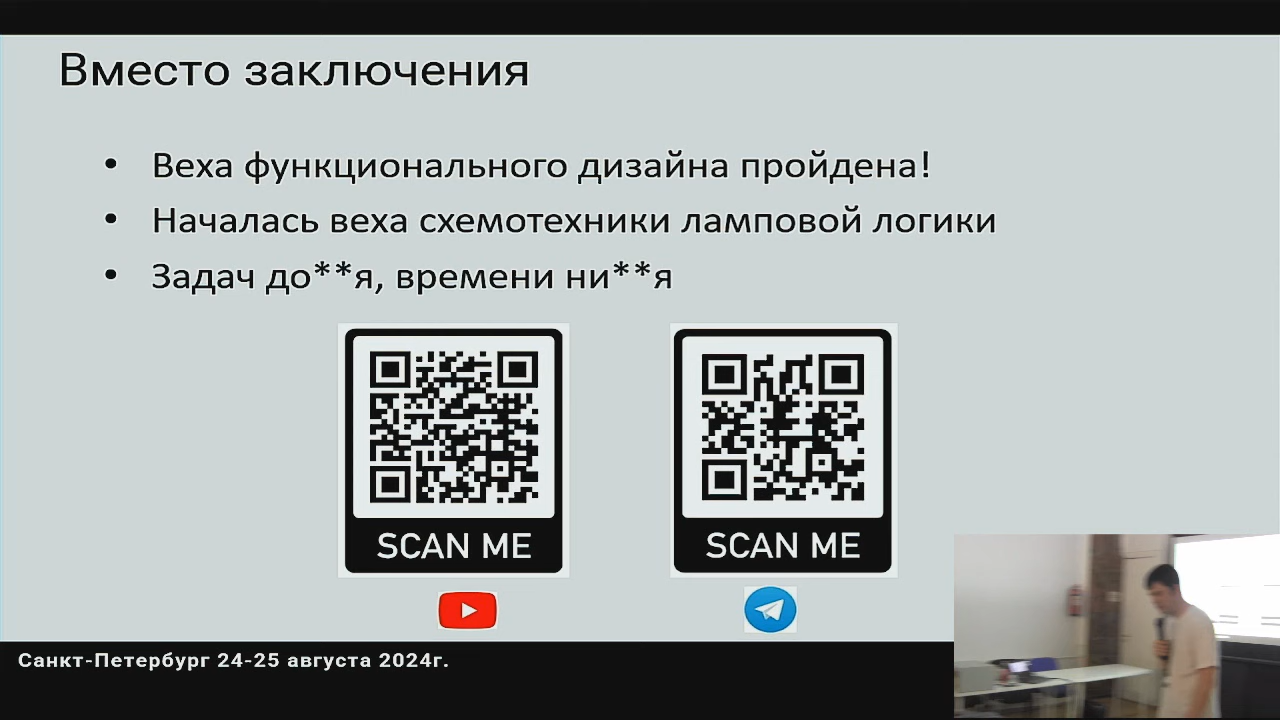 Вместо заключения
• Веха функционального дизайна пройдена!
• Началась веха схемотехники ламповой логики
• Задач до**я, времени ни**я
SCAN ME
SCAN ME
Санкт-Петербург 24-25 августа 2024г.